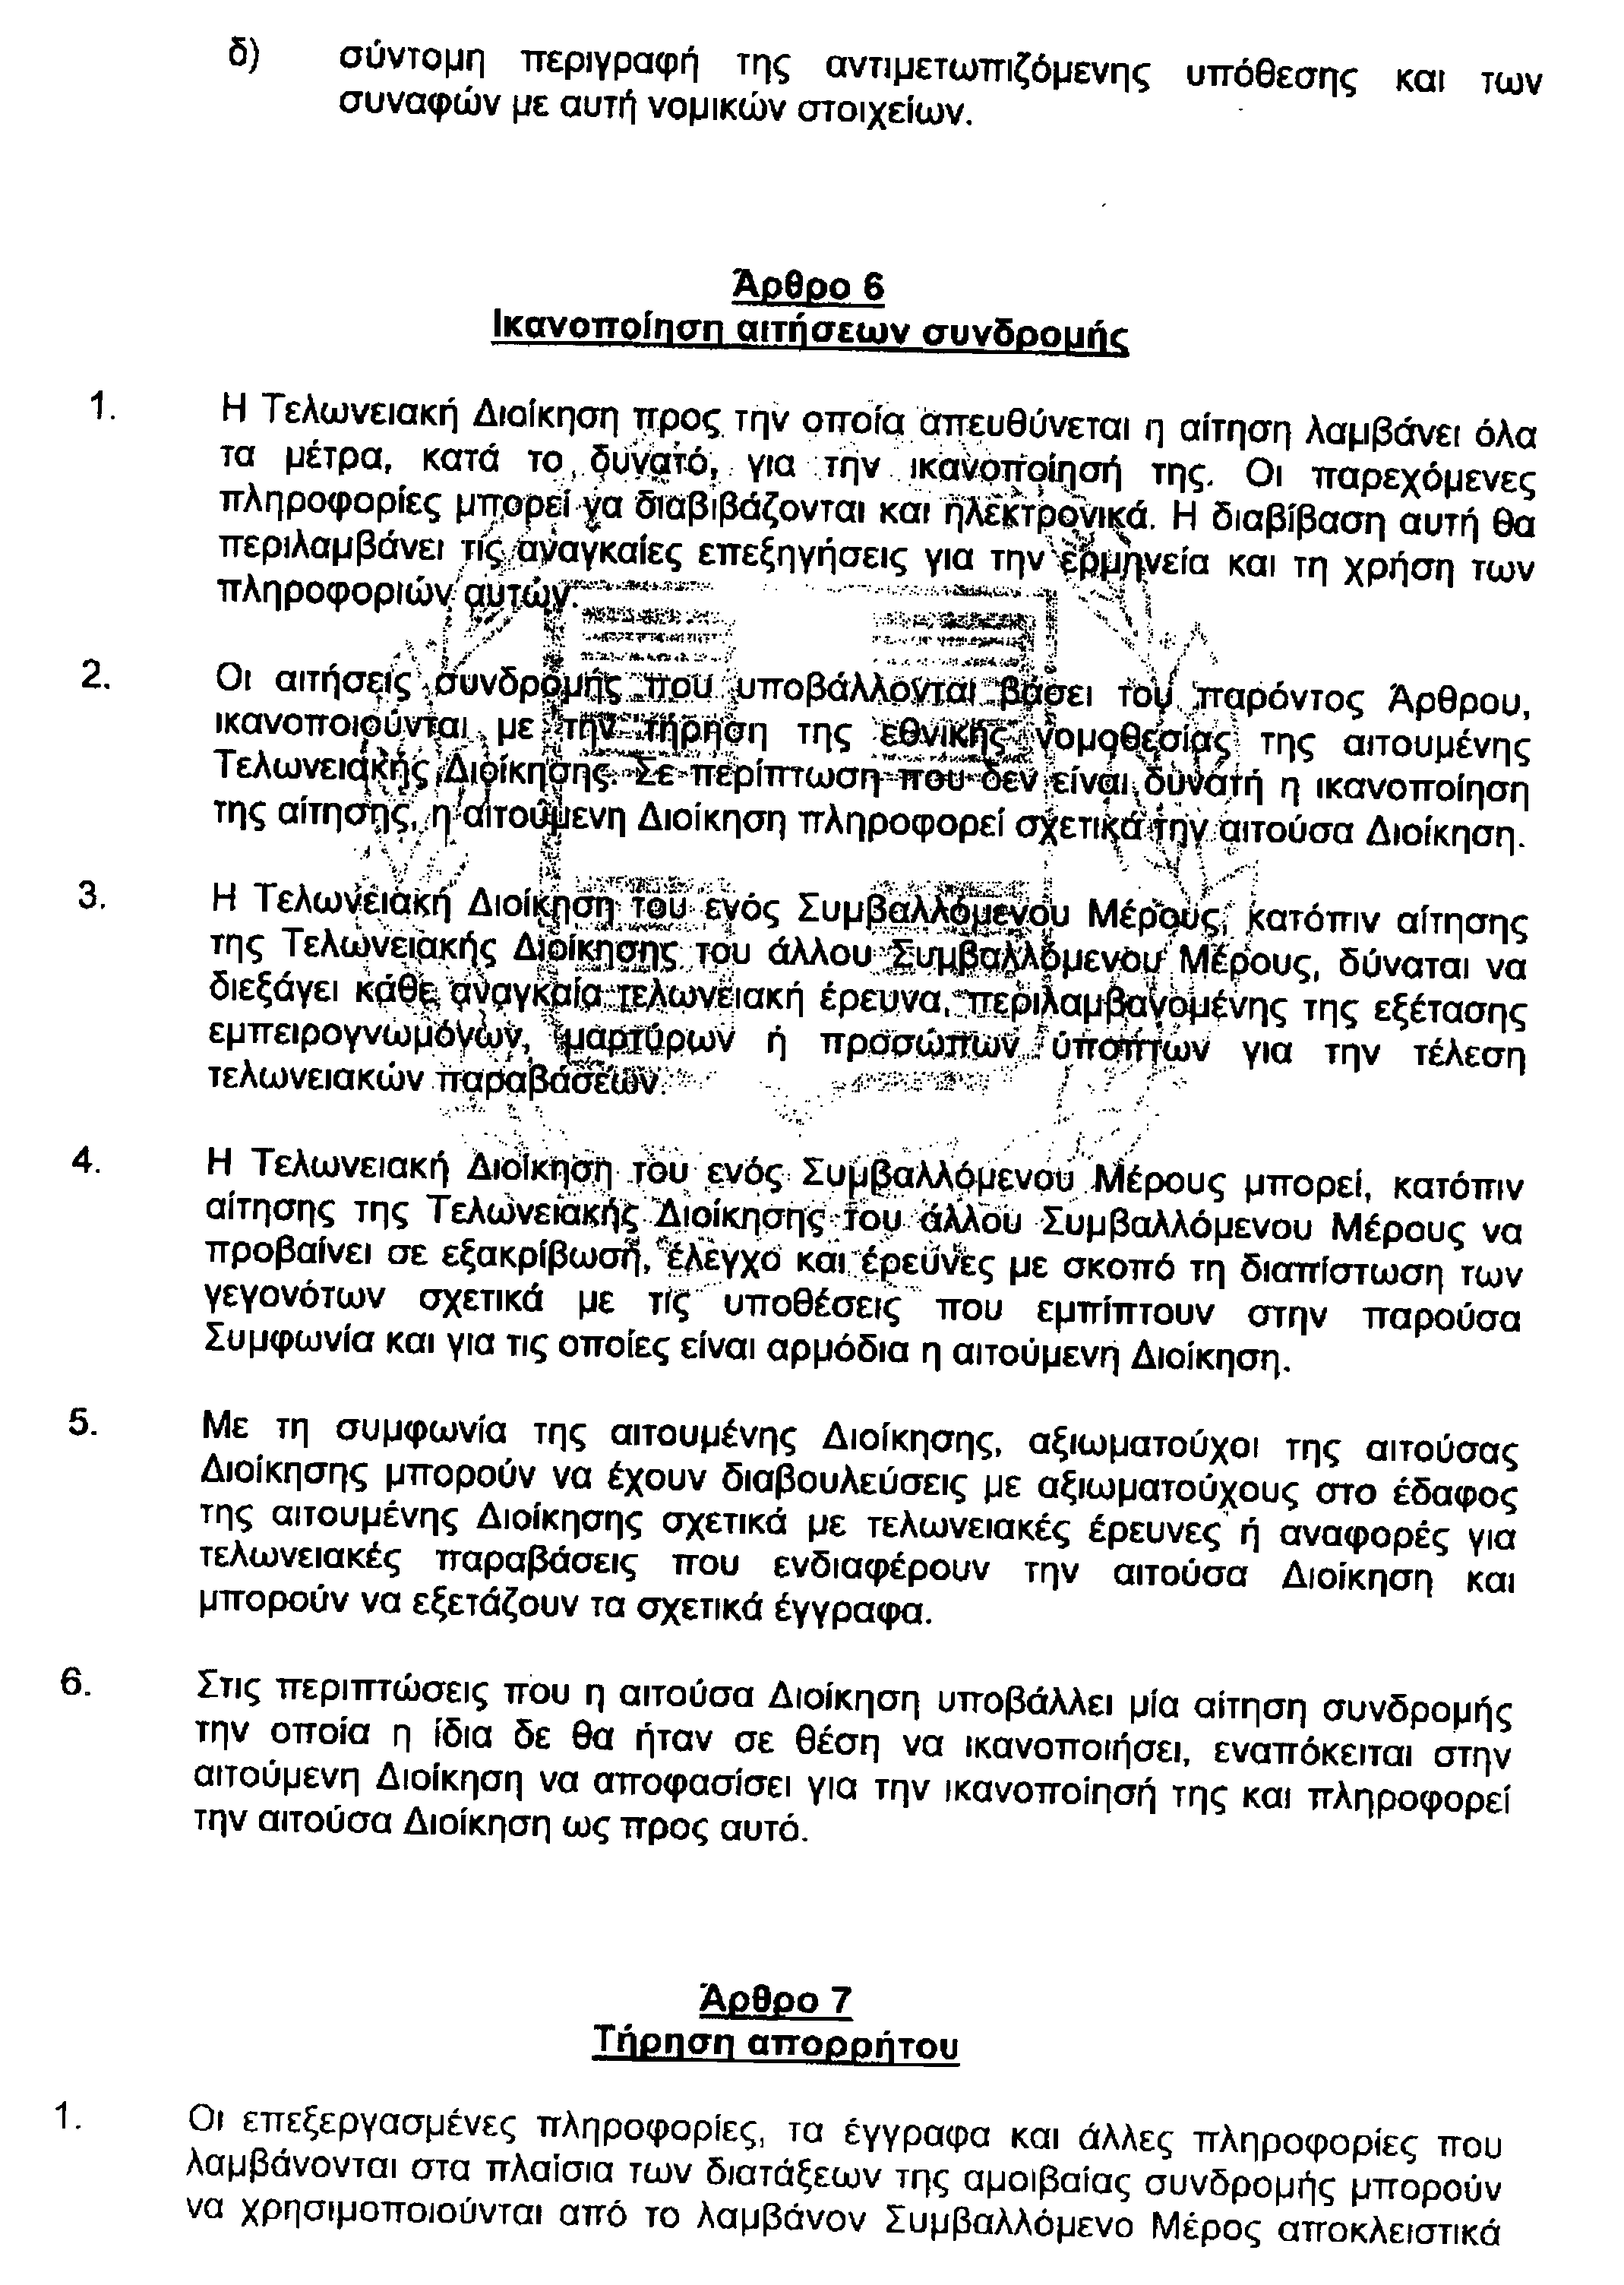 δ) σύντομη περιγραφή της αντιμετωπιζόμενης υπόθεσης και των
συναφών με αυτή νομικών στοιχείων.
Άρθρο 6
Ικανοποίηση αιτήσεων συνδρομής
1. Η Τελωνειακή Διοίκηση προς την οποία απευθύνεται η αίτηση λαμβάνει όλα
τα μέτρα, κατά το δυνατό, για την ικανοποίησή της. Οι παρεχόμενες
πληροφορίες μπορεί να διαβιβάζονται και ηλεκτρονικά. Η διαβίβαση αυτή θα
περιλαμβάνει τις αναγκαίες επεξηγήσεις για την ερμηνεία και τη χρήση των
πληροφοριών αυτών.
2. Οι αιτήσεις συνδρομής που υποβάλλονται βάσει του παρόντος Άρθρου,
ικανοποιούνται με την τήρηση της εθνικής νομοθεσίας της αιτουμένης
Τελωνειακής Διοίκησης. Σε περίπτωση που δεν είναι δυνατή η ικανοποίηση
της αίτησης, η αιτούμενη Διοίκηση πληροφορεί σχετικά την αιτούσα Διοίκηση.
3. Η Τελωνειακή Διοίκηση του ενός Συμβαλλόμενου Μέρους, κατόπιν αίτησης
της Τελωνειακής Διοίκησης του άλλου Συμβαλλόμενου Μέρους, δύναται να
διεξάγει κάθε αναγκαία τελωνειακή έρευνα, περιλαμβανομένης της εξέτασης
εμπειρογνωμόνων, μαρτύρων ή προσώπων ύποπτων για την τέλεση
τελωνειακών παραβάσεων.
4. Η Τελωνειακή Διοίκηση του ενός Συμβαλλόμενου Μέρους μπορεί, κατόπιν
αίτησης της Τελωνειακής Διοίκησης του άλλου Συμβαλλόμενου Μέρους να
προβαίνει σε εξακρίβωση, έλεγχο και έρευνες με σκοπό τη διαπίστωση των
γεγονότων σχετικά με τις υποθέσεις που εμπίπτουν στην παρούσα
Συμφωνία και για τις οποίες είναι αρμόδια η αιτούμενη Διοίκηση.
5. Με τη συμφωνία της αιτουμένης Διοίκησης, αξιωματούχοι της αιτούσας
Διοίκησης μπορούν να έχουν διαβουλεύσεις με αξιωματούχους στο έδαφος
της αιτουμένης Διοίκησης σχετικά με τελωνειακές έρευνες ή αναφορές για
τελωνειακές παραβάσεις που ενδιαφέρουν την αιτούσα Διοίκηση και
μπορούν να εξετάζουν τα σχετικά έγγραφα.
6. Στις περιπτώσεις που η αιτούσα Διοίκηση υποβάλλει μία αίτηση συνδρομής
την οποία η ίδια δε θα ήταν σε θέση να ικανοποιήσει, εναπόκειται στην
αιτούμενη Διοίκηση να αποφασίσει για την ικανοποίησή της και πληροφορεί
την αιτούσα Διοίκηση ως προς αυτό.
Άρθρο 7
Τήρηση απορρήτου
1. Οι επεξεργασμένες πληροφορίες, τα έγγραφα και άλλες πληροφορίες που
λαμβάνονται στα πλαίσια των διατάξεων της αμοιβαίας συνδρομής μπορούν
να χρησιμοποιούνται από το λαμβάνον Συμβαλλόμενο Μέρος αποκλειστικά